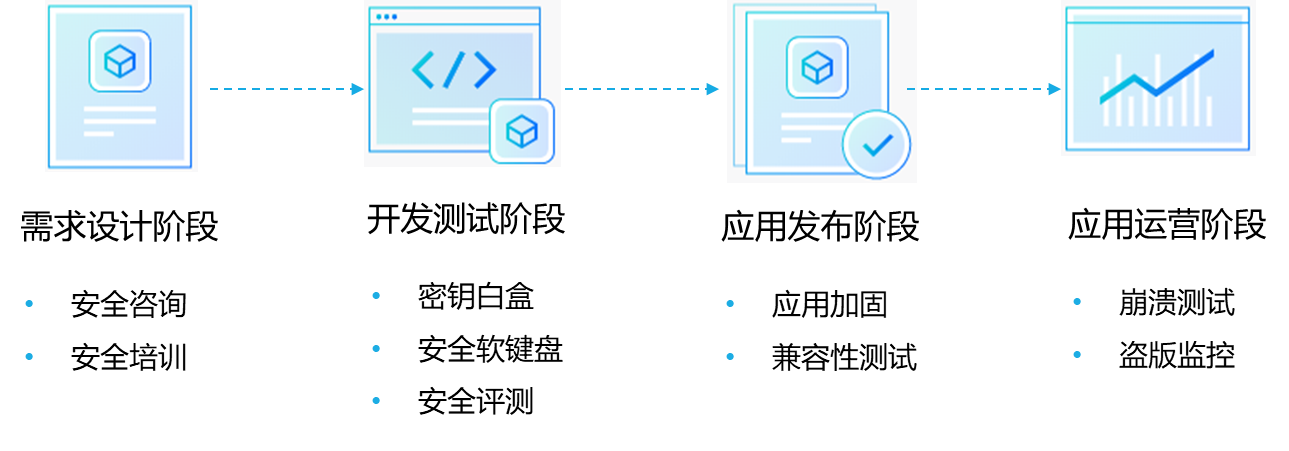 需求设计阶段
• 安全咨询
• 安全培训
开发测试阶段
• 密钥白盒
• 安全软键盘
• 安全评测
应用发布阶段
• 应用加固
• 兼容性测试
应用运营阶段
• 崩溃测试
• 盗版监控